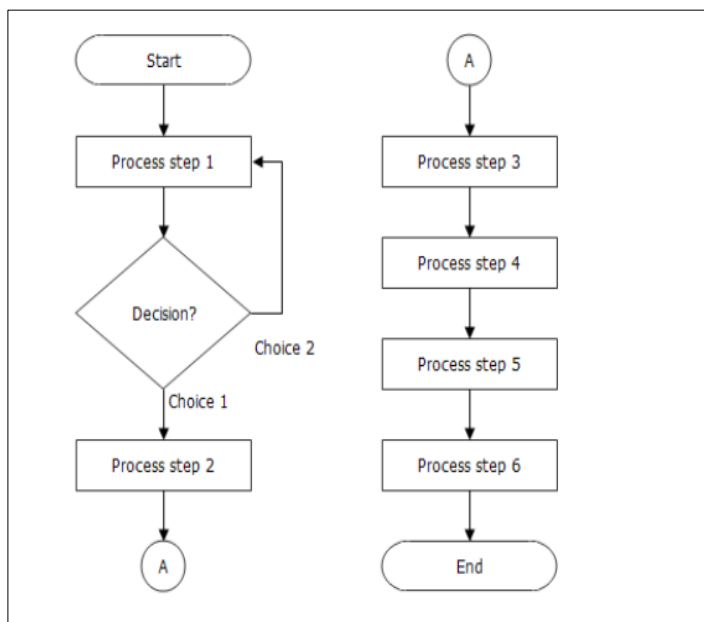 Start
Process step 1
Decision?
Choice 2
Choice 1
Process step 2
A
A
Process step 3
Process step 4
Process step 5
Process step 6
End